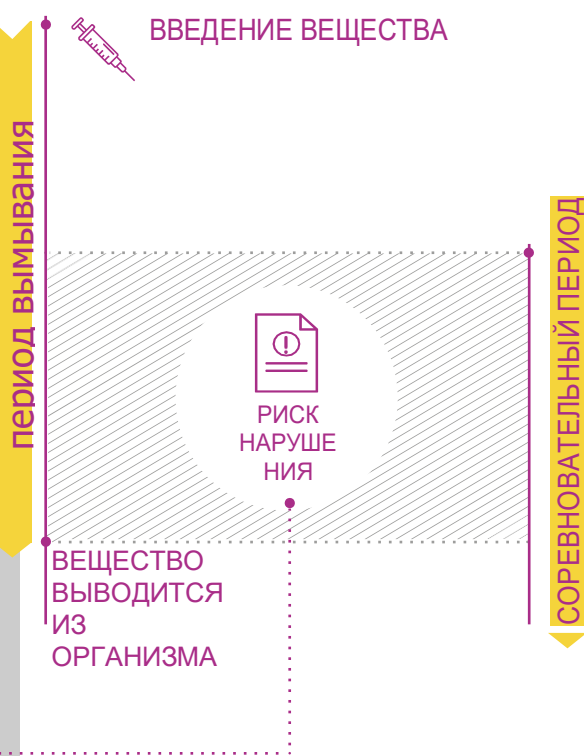 ВВЕДЕНИЕ ВЕЩЕСТВА
период вымывания
СОРЕВНОВАТЕЛЬНЫЙ ПЕРИОД
РИСК
НАРУШЕ
НИЯ
ВЕЩЕСТВО
ВЫВОДИТСЯ
ИЗ
ОРГАНИЗМА